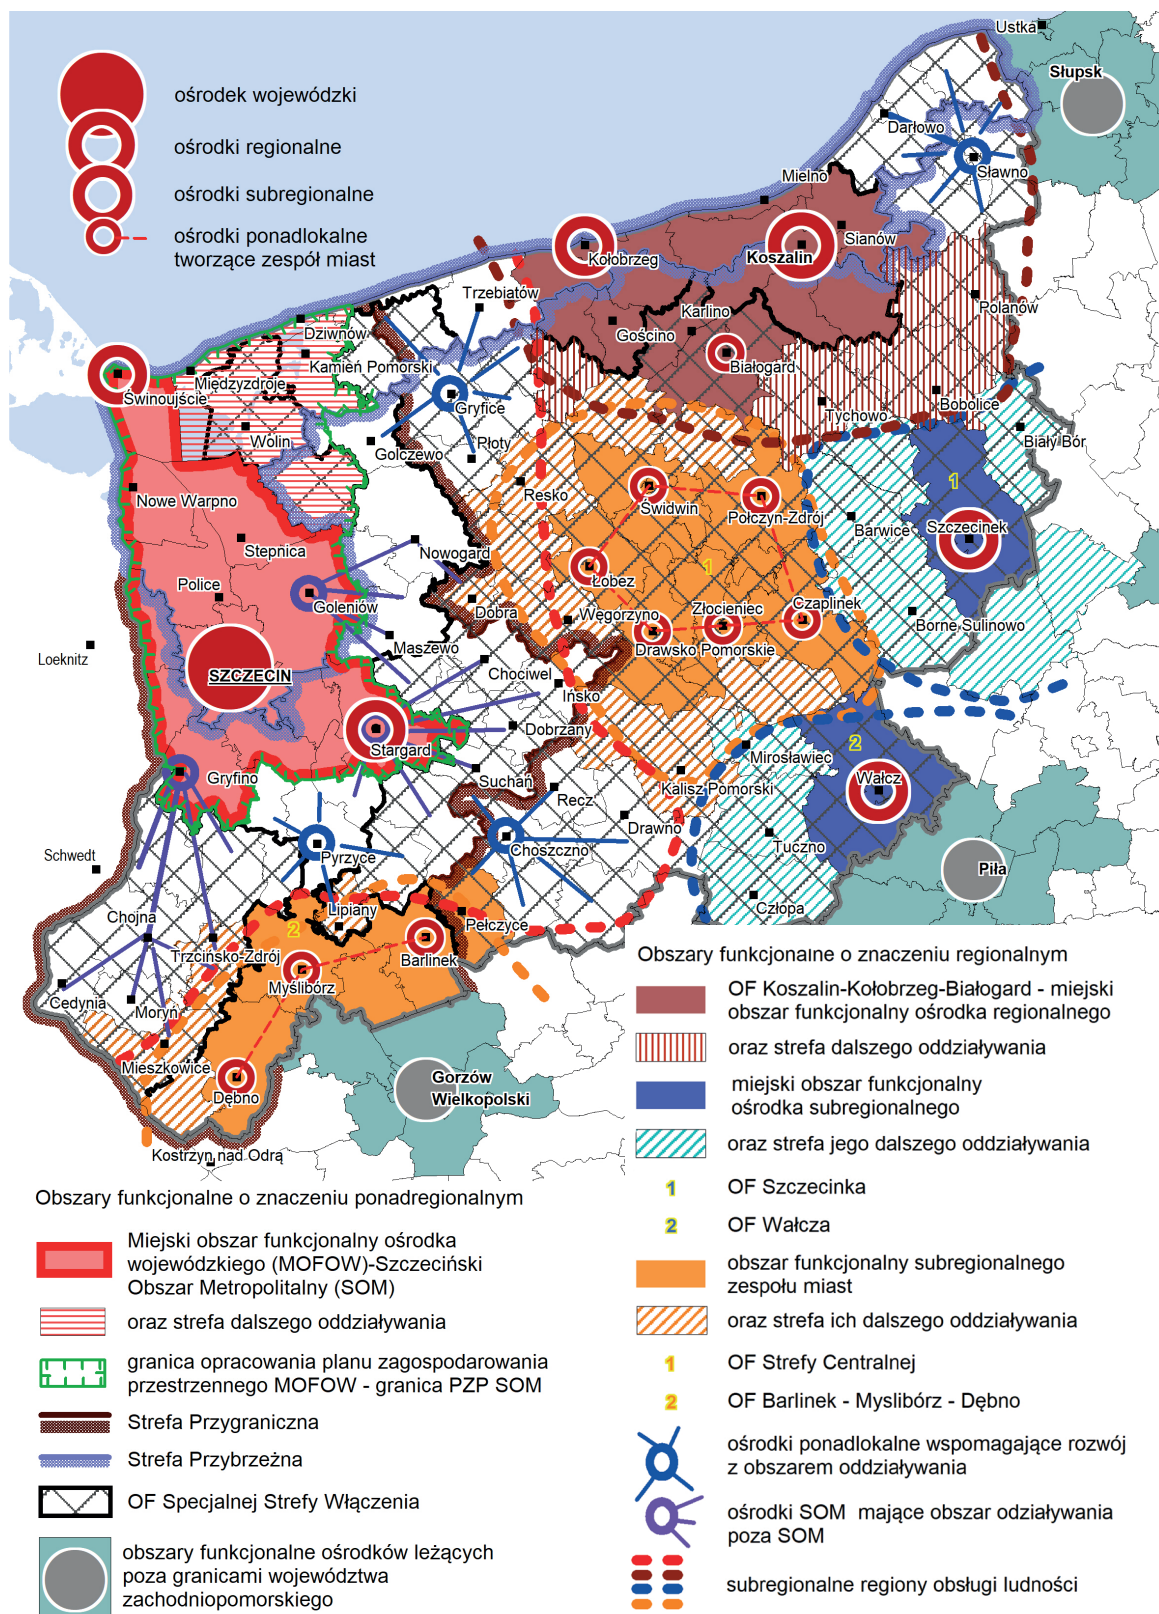 ośrodek wojewódzki
ośrodki regionalne
ośrodki subregionalne
ośrodki ponadlokalne
tworzące zespół miast
Ustka
Słupsk
Darłowo
Sławno
Mielno
Sianów
Kołobrzeg
Koszalin
Polanów
Trzebiatów
Karlino
Gościno
Dziwnów
Białogard
Kamień Pomorski
Międzyzdroje
Świnoujście
Gryfice
Tychowo
Bobolice
Wolin
Golczewo
Płoty
Biały Bór
Resko
Nowe Warpno
Świdwin
Połczyn-Zdrój
1
Barwice
Szczecinek
Stepnica
Nowogard
Łobez
1
Police
Goleniów
Dobra
Węgorzyno
Złocieniec
Czaplinek
Borne Sulinowo
Maszewo
Drawsko Pomorskie
Loeknitz
Chociwel
SZCZECIN
Ińsko
Stargard
Dobrzany
2
Mirosławiec
Gryfino
Suchań
Kalisz Pomorski
Wałcz
Recz
Drawno
Schwedt
Pyrzyce
Choszczno
Tuczno
Piła
Człopa
Chojna
Lipiany
Pełczyce
2
Trzcińsko-Zdrój
Barlinek
Cedynia
Myślibórz
Moryń
Mieszkowice
Dębno
Gorzów
Wielkopolski
Kostrzyn nad Odrą
Obszary funkcjonalne o znaczeniu ponadregionalnym
Miejski obszar funkcjonalny ośrodka
wojewódzkiego (MOFOW)-Szczeciński
Obszar Metropolitalny (SOM)
oraz strefa dalszego oddziaływania
granica opracowania planu zagospodarowania
przestrzennego MOFOW - granica PZP SOM
Strefa Przygraniczna
Strefa Przybrzeżna
OF Specjalnej Strefy Włączenia
obszary funkcjonalne ośrodków leżących
poza granicami województwa
zachodniopomorskiego
Obszary funkcjonalne o znaczeniu regionalnym
OF Koszalin-Kołobrzeg-Białogard - miejski
obszar funkcjonalny ośrodka regionalnego
oraz strefa dalszego oddziaływania
miejski obszar funkcjonalny
ośrodka subregionalnego
oraz strefa jego dalszego oddziaływania
1 OF Szczecinka
2 OF Wałcza
obszar funkcjonalny subregionalnego
zespołu miast
oraz strefa ich dalszego oddziaływania
1 OF Strefy Centralnej
2 OF Barlinek - Myslibórz - Dębno
ośrodki ponadlokalne wspomagające rozwój
z obszarem oddziaływania
ośrodki SOM mające obszar odziaływania
poza SOM
subregionalne regiony obsługi ludności